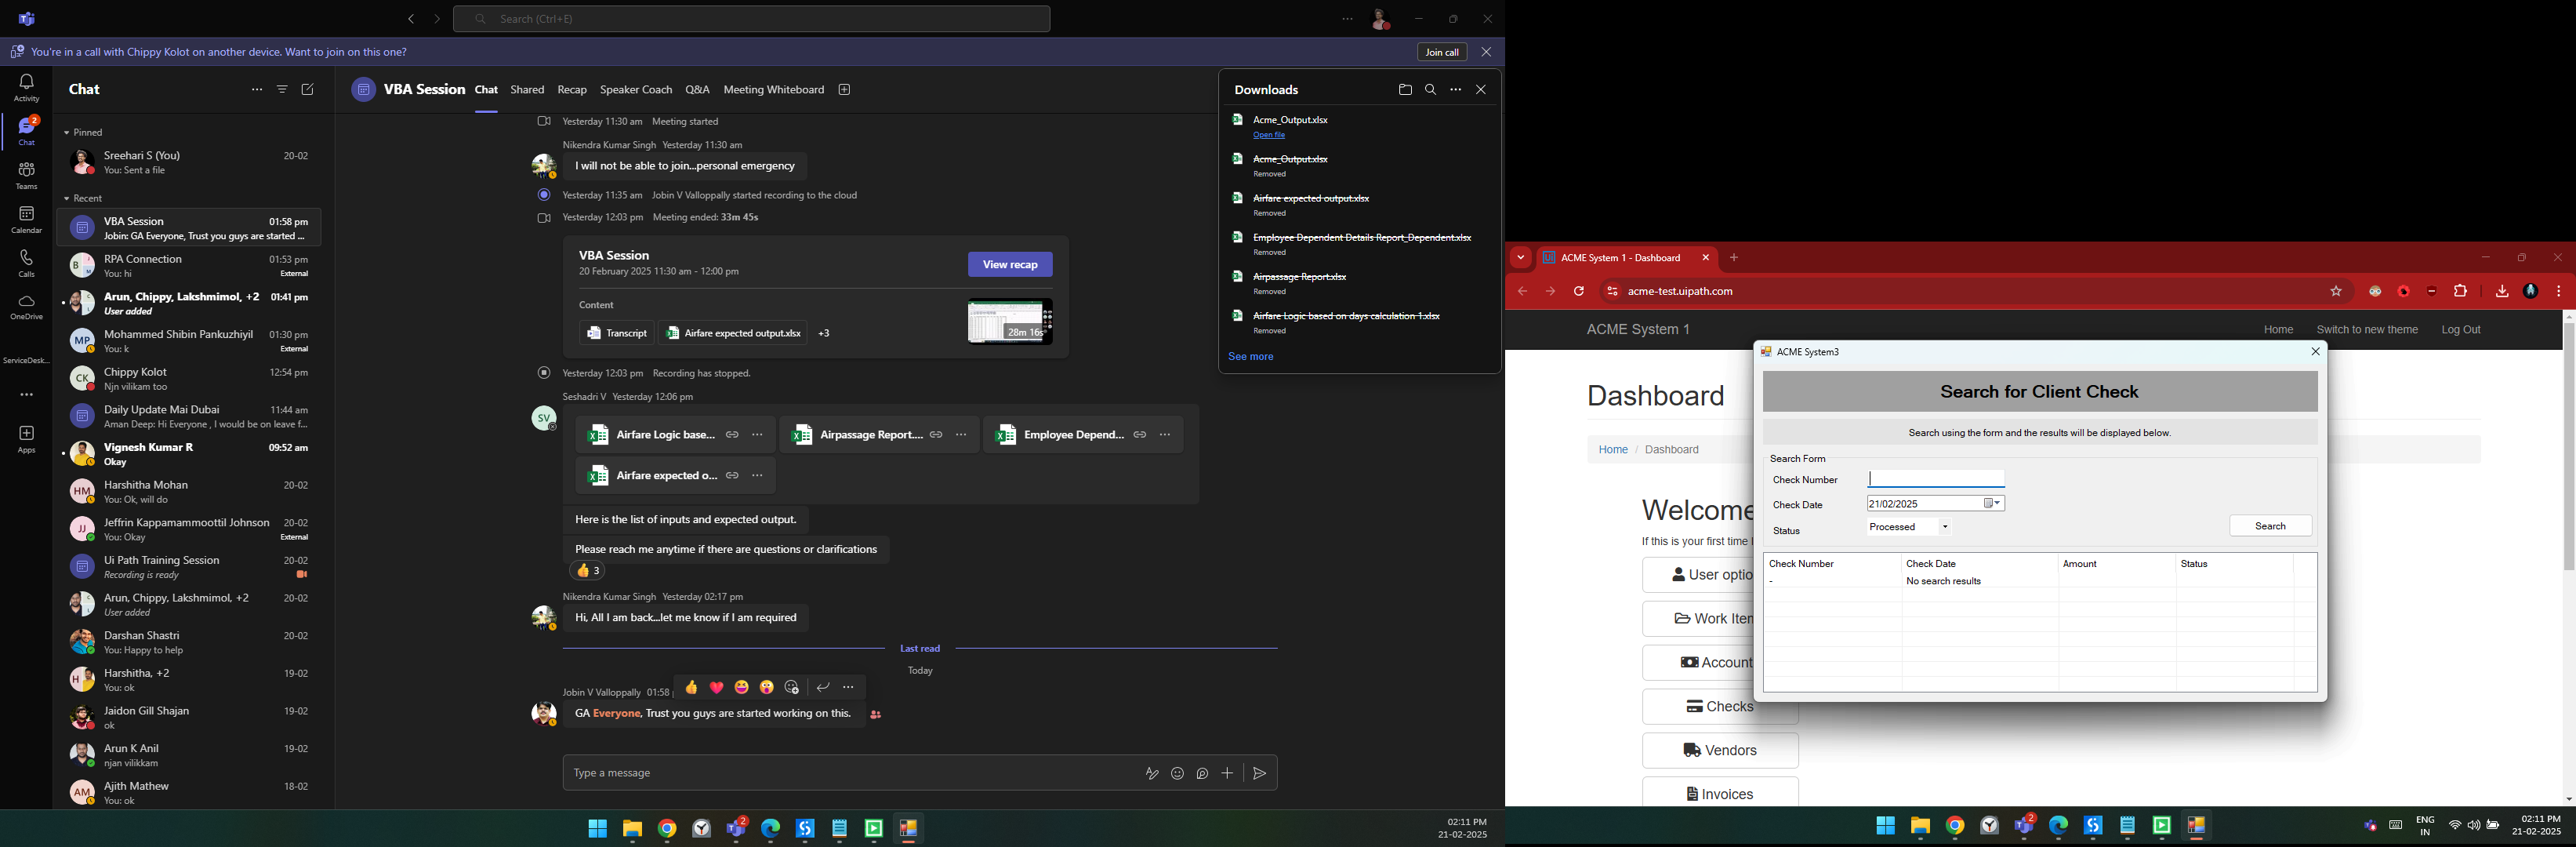 Search (Ctrl+E)
You're in a call with Chippy Kolot on another device. Want to join on this one?
Join call
Activity
2
Chat
Teams
Calendar
Calls
OneDrive
ServiceDesk...
Apps
Chat
Pinned
Sreehari S (You) 20-02
You: Sent a file
Recent
VBA Session 01:58 pm
Jobin: GA Everyone, Trust you guys are started ...
RPA Connection 01:53 pm
You: hi External
Arun, Chippy, Lakshmimol, +2 01:41 pm
User added
MP Mohammed Shibin Pankuzhiyil 01:30 pm
You: k External
CK Chippy Kolot 12:54 pm
Njn vilikam too
Daily Update Mai Dubai 11:44 am
Aman Deep: Hi Everyone , I would be on leave f...
Vignesh Kumar R 09:52 am
Okay
HM Harshitha Mohan 20-02
You: Ok, will do
JJ Jeffrin Kappamammoottil Johnson 20-02
You: Okay External
Ui Path Training Session 20-02
Recording is ready
Arun, Chippy, Lakshmimol, +2 20-02
User added
Darshan Shastri 20-02
You: Happy to help
Harshitha, +2 19-02
You: ok
Jaidon Gill Shajan 19-02
ok
Arun K Anil 19-02
njan vilikkam
AM Ajith Mathew 18-02
You: ok
VBA Session Chat Shared Recap Speaker Coach Q&A Meeting Whiteboard
Yesterday 11:30 am Meeting started
Nikendra Kumar Singh Yesterday 11:30 am
I will not be able to join...personal emergency
Yesterday 11:35 am Jobin V Valloppally started recording to the cloud
Yesterday 12:03 pm Meeting ended: 33m 45s
VBA Session
20 February 2025 11:30 am - 12:00 pm
View recap
Content
Transcript Airfare expected output.xlsx +3
28m 16s
Yesterday 12:03 pm Recording has stopped.
Seshadri V Yesterday 12:06 pm
SV
Airfare Logic base... Airpassage Report.... Employee Depend...
Airfare expected o...
Here is the list of inputs and expected output.
Please reach me anytime if there are questions or clarifications
3
Nikendra Kumar Singh Yesterday 02:17 pm
Hi, All I am back...let me know if I am required
Last read
Today
Jobin V Valloppally 01:58
GA Everyone, Trust you guys are started working on this.
Type a message
Downloads
Acme_Output.xlsx
Open file
Acme_Output.xlsx
Removed
Airfare expected output.xlsx
Removed
Employee Dependent Details Report_Dependent.xlsx
Removed
Airpassage Report.xlsx
Removed
Airfare Logic based on days calculation 1.xlsx
Removed
See more
2
02:11 PM
21-02-2025
ACME System 1 - Dashboard
acme-test.uipath.com
ACME System 1
Home Switch to new theme Log Out
Dashboard
Home / Dashboard
Welcome
If this is your first time
User optio
Work Item
Account
Checks
Vendors
Invoices
ACME System3
Search for Client Check
Search using the form and the results will be displayed below.
Search Form
Check Number
Check Date 21/02/2025
Status Processed
Search
Check Number Check Date Amount Status
- No search results
2
ENG
IN
02:11 PM
21-02-2025